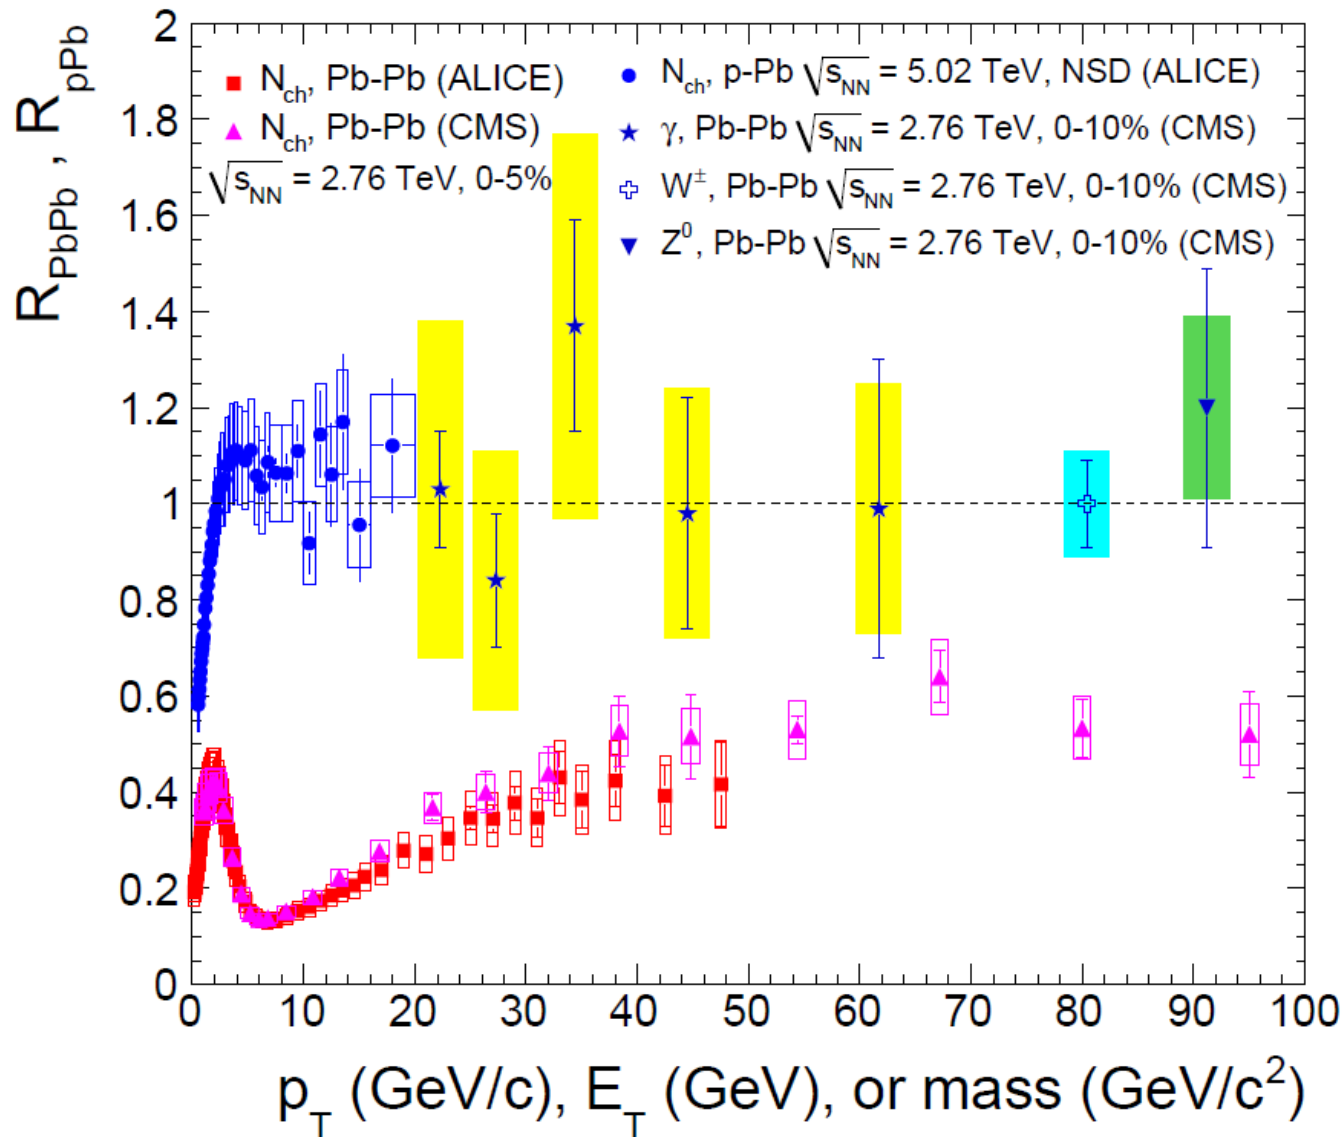 R_PbPb , R_pPb
2
1.8
1.6
1.4
1.2
1
0.8
0.6
0.4
0.2
0
N_ch, Pb-Pb (ALICE)
N_ch, Pb-Pb (CMS)
√s_NN = 2.76 TeV, 0-5%
N_ch, p-Pb √s_NN = 5.02 TeV, NSD (ALICE)
γ, Pb-Pb √s_NN = 2.76 TeV, 0-10% (CMS)
W^±, Pb-Pb √s_NN = 2.76 TeV, 0-10% (CMS)
Z^0, Pb-Pb √s_NN = 2.76 TeV, 0-10% (CMS)
0 10 20 30 40 50 60 70 80 90 100
p_T (GeV/c), E_T (GeV), or mass (GeV/c^2)